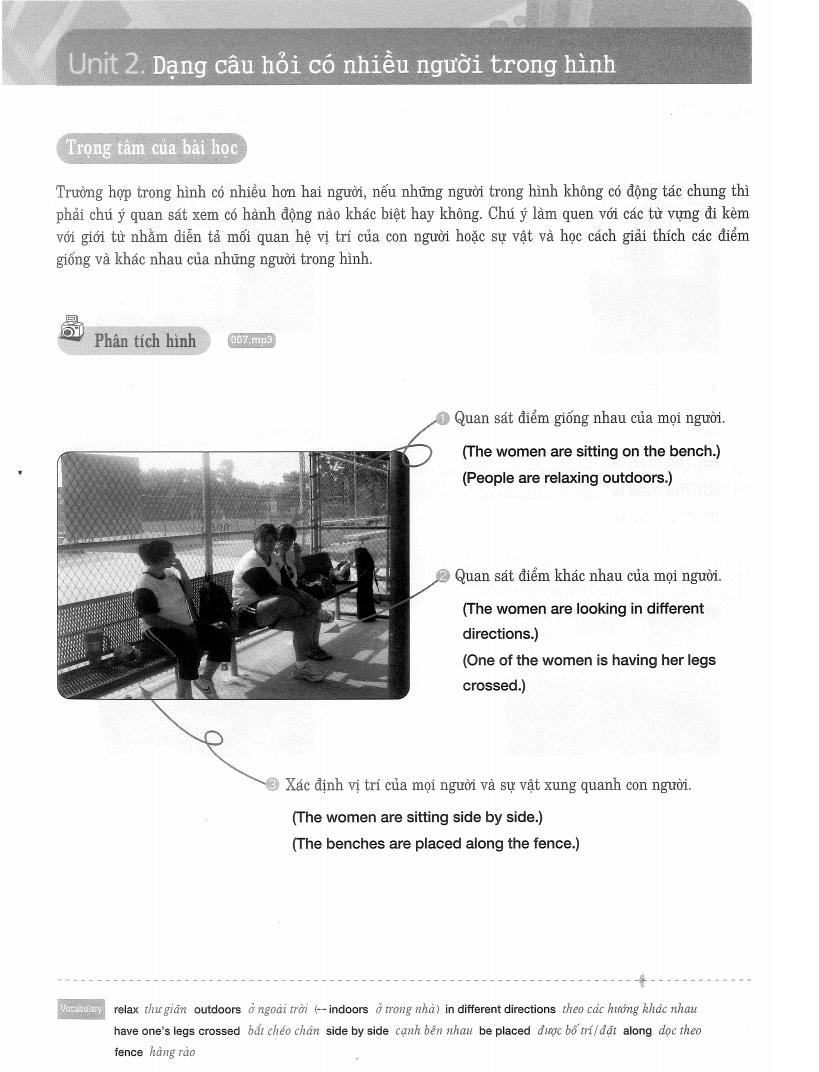 Unit 2. Dạng câu hỏi có nhiều người trong hình
Trọng tâm của bài học
Trường hợp trong hình có nhiều hơn hai người, nếu những người trong hình không có động tác chung thì
phải chú ý quan sát xem có hành động nào khác biệt hay không. Chú ý làm quen với các từ vựng đi kèm
với giới từ nhằm diễn tả mối quan hệ vị trí của con người hoặc sự vật và học cách giải thích các điểm
giống và khác nhau của những người trong hình.
Phân tích hình 007.mp3
1 Quan sát điểm giống nhau của mọi người.
(The women are sitting on the bench.)
(People are relaxing outdoors.)
2 Quan sát điểm khác nhau của mọi người.
(The women are looking in different
directions.)
(One of the women is having her legs
crossed.)
3 Xác định vị trí của mọi người và sự vật xung quanh con người.
(The women are sitting side by side.)
(The benches are placed along the fence.)
Vocabulary relax thư giãn outdoors ở ngoài trời (↔ indoors ở trong nhà) in different directions theo các hướng khác nhau
have one's legs crossed bắt chéo chân side by side cạnh bên nhau be placed được bố trí/đặt along dọc theo
fence hàng rào